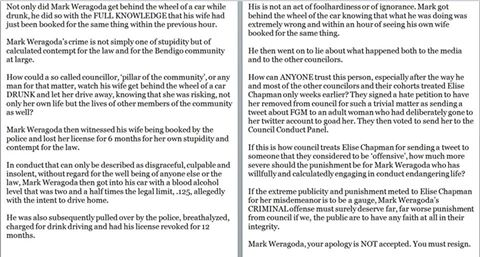 Not only did Mark Weragoda get behind the wheel of a car while
drunk, he did so with the FULL KNOWLEDGE that his wife had
just been booked for the same thing within the previous hour.
Mark Weragoda's crime is not simply one of stupidity but of
calculated contempt for the law and for the Bendigo community
at large.
How could a so called councillor, 'pillar of the community', or any
man for that matter, watch his wife get behind the wheel of a car
DRUNK and let her drive away, knowing that she was risking, not
only her own life but the lives of other members of the community
as well?
Mark Weragoda then witnessed his wife being booked by the
police and lost her license for 6 months for her own stupidity and
contempt for the law.
In conduct that can only be described as disgraceful, culpable and
insolent, without regard for the well being of anyone else or the
law, Mark Weragoda then got into his car with a blood alcohol
level that was two and a half times the legal limit, .125, allegedly
with the intent to drive home.
He was also subsequently pulled over by the police, breathalyzed,
charged for drink driving and had his license revoked for 12
months.
His is not an act of foolhardiness or of ignorance. Mark got
behind the wheel of the car knowing that what he was doing was
extremely wrong and within an hour of seeing his own wife
booked for the same thing.
He then went on to lie about what happened both to the media
and to the other councillors.
How can ANYONE trust this person, especially after the way he
and most of the other councilors and their cohorts treated Elise
Chapman only weeks earlier? They signed a hate petition to have
her removed from council for such a trivial matter as sending a
tweet about FGM to an adult woman who had deliberately gone to
her twitter account to goad her. They then voted to send her to the
Council Conduct Panel.
If this is how council treats Elise Chapman for sending a tweet to
someone that they considered to be 'offensive', how much more
severe should the punishment be for Mark Weragoda who has
willfully and calculatedly engaging in conduct endangering life?
If the extreme publicity and punishment meted to Elise Chapman
for her misdemeanor is to be a gauge, Mark Weragoda's
CRIMINAL offense must surely deserve far, far worse punishment
from council if we, the public are to have any faith at all in their
integrity.
Mark Weragoda, your apology is NOT accepted. You must resign.